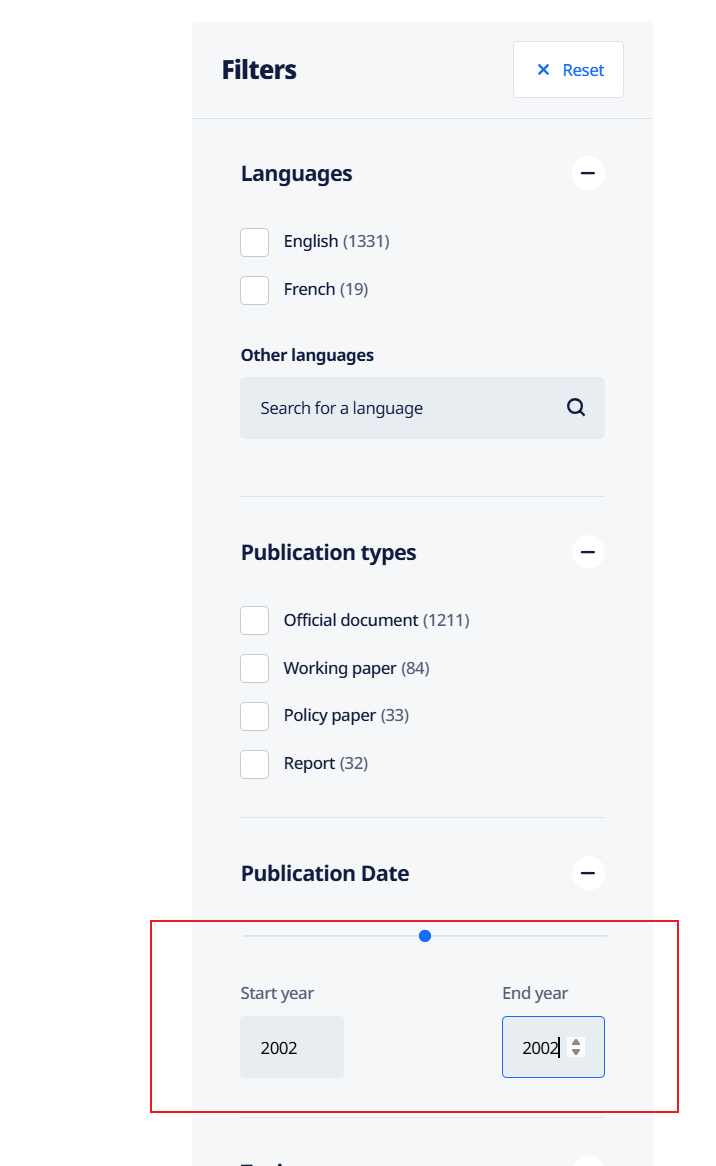 Filters
Reset
Languages
English (1331)
French (19)
Other languages
Search for a language
Publication types
Official document (1211)
Working paper (84)
Policy paper (33)
Report (32)
Publication Date
Start year End year
2002 2002